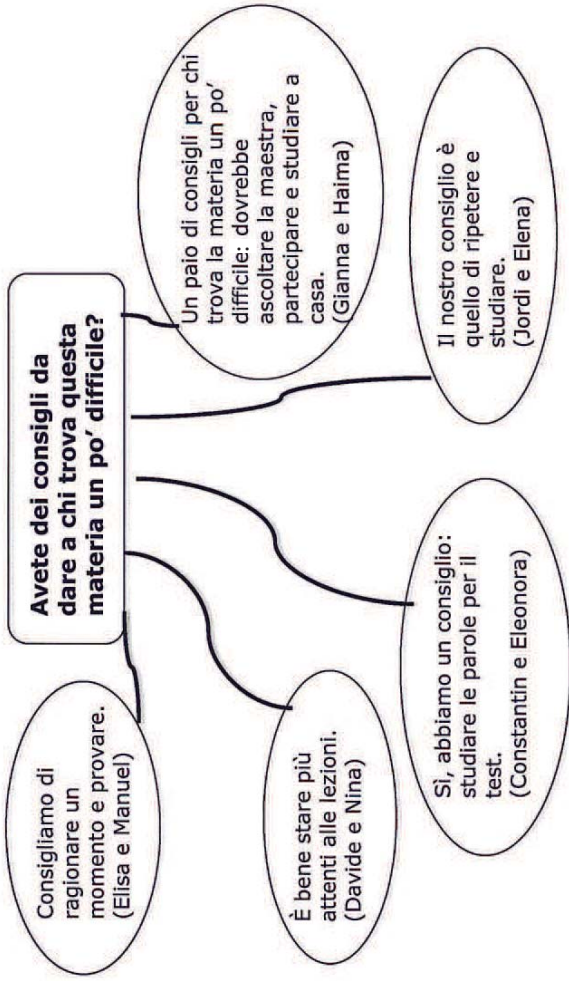 Avete dei consigli da
dare a chi trova questa
materia un po' difficile?
Consigliamo di
ragionare un
momento e provare.
(Elisa e Manuel)
È bene stare più
attenti alle lezioni.
(Davide e Nina)
Sì, abbiamo un consiglio:
studiare le parole per il
test.
(Constantin e Eleonora)
Il nostro consiglio è
quello di ripetere e
studiare.
(Jordi e Elena)
Un paio di consigli per chi
trova la materia un po'
difficile: dovrebbe
ascoltare la maestra,
partecipare e studiare a
casa.
(Gianna e Haima)